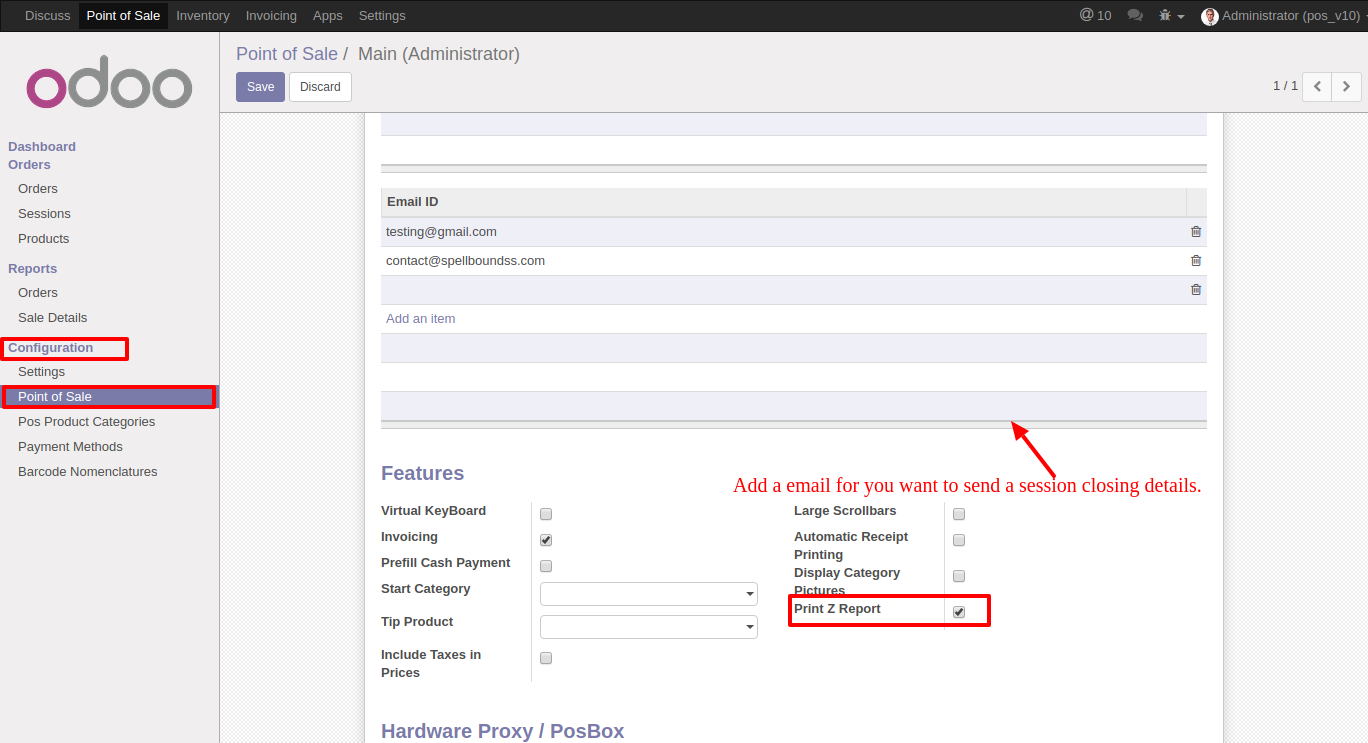 Discuss Point of Sale Inventory Invoicing Apps Settings @ 10 Administrator (pos_v10)
odoo
Point of Sale / Main (Administrator)
Save Discard
1 / 1
Dashboard
Orders
Orders
Sessions
Products
Reports
Orders
Sale Details
Configuration
Settings
Point of Sale
Pos Product Categories
Payment Methods
Barcode Nomenclatures
Email ID
testing@gmail.com
contact@spellboundss.com
Add an item
Add a email for you want to send a session closing details.
Features
Virtual KeyBoard
Invoicing
Prefill Cash Payment
Start Category
Tip Product
Include Taxes in
Prices
Large Scrollbars
Automatic Receipt
Printing
Display Category
Pictures
Print Z Report
Hardware Proxy / PosBox